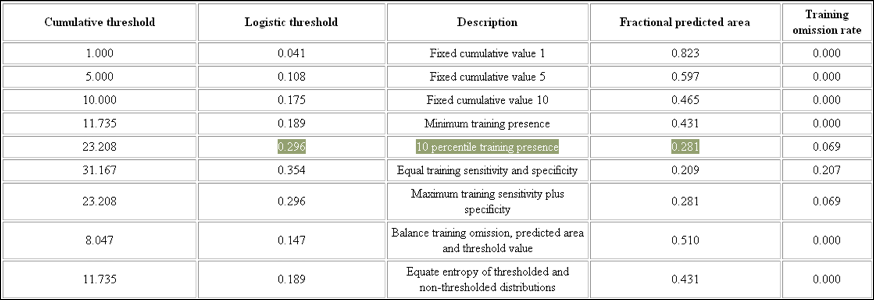 Cumulative threshold Logistic threshold Description Fractional predicted area Training
omission rate
1.000 0.041 Fixed cumulative value 1 0.823 0.000
5.000 0.108 Fixed cumulative value 5 0.597 0.000
10.000 0.175 Fixed cumulative value 10 0.465 0.000
11.735 0.189 Minimum training presence 0.431 0.000
23.208 0.296 10 percentile training presence 0.281 0.069
31.167 0.354 Equal training sensitivity and specificity 0.209 0.207
23.208 0.296 Maximum training sensitivity plus
specificity 0.281 0.069
8.047 0.147 Balance training omission, predicted area
and threshold value 0.510 0.000
11.735 0.189 Equate entropy of thresholded and
non-thresholded distributions 0.431 0.000